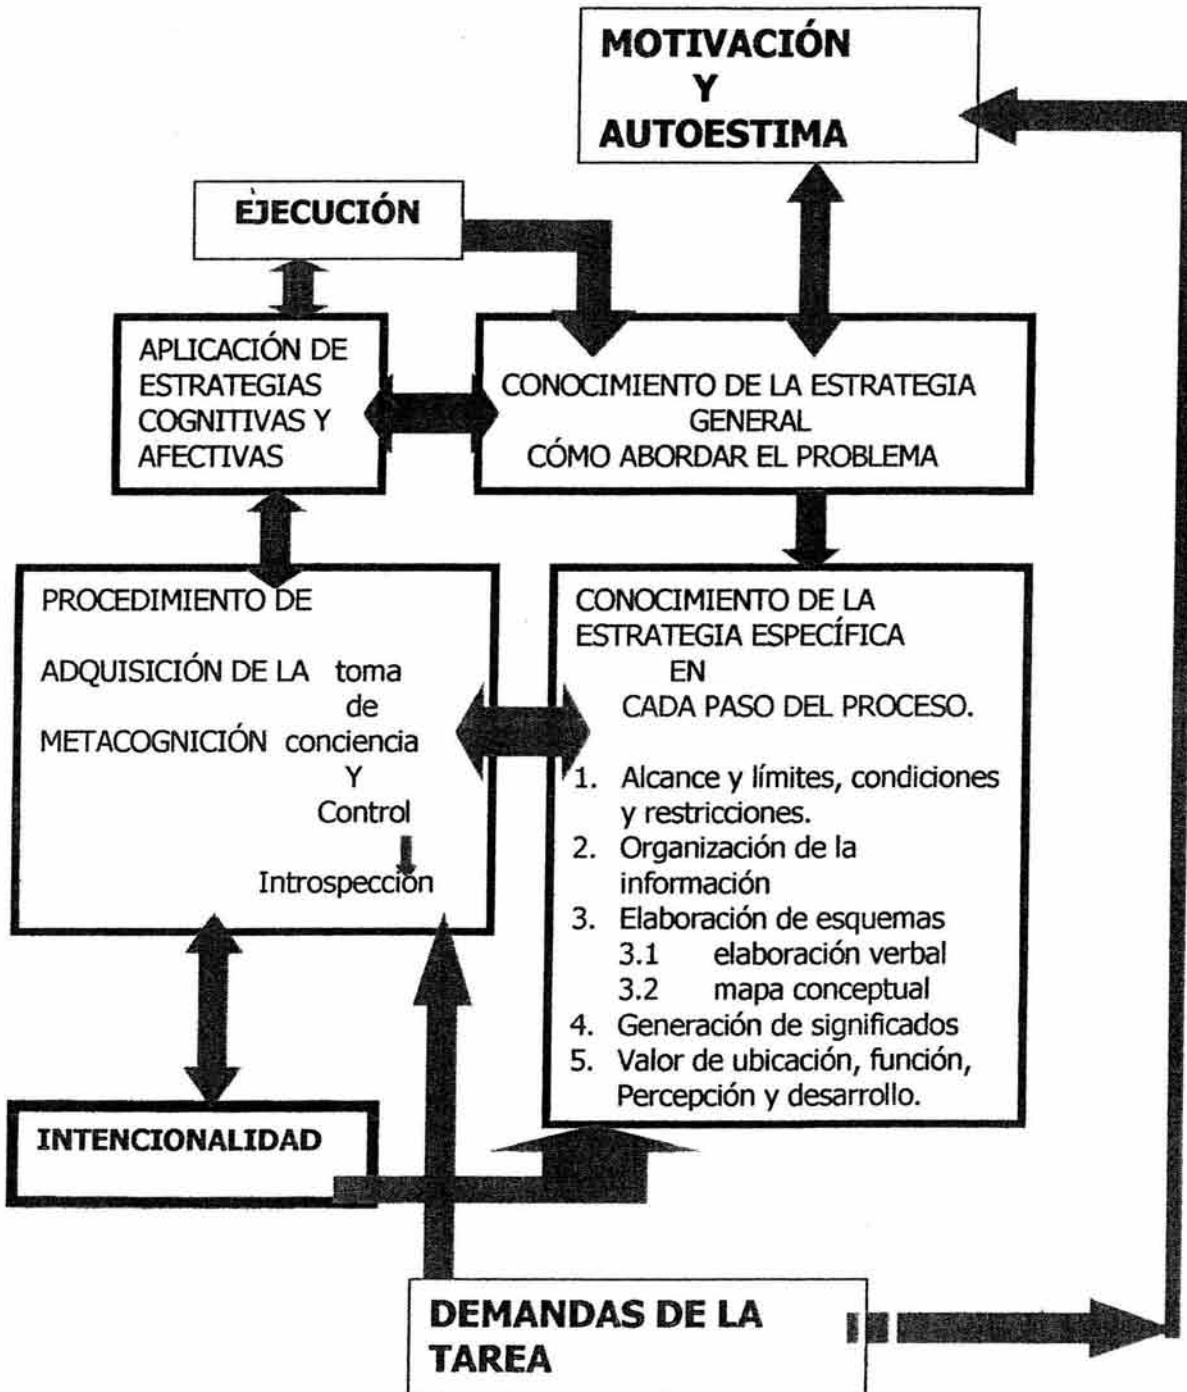 MOTIVACIÓN
Y
AUTOESTIMA
EJECUCIÓN
APLICACIÓN DE
ESTRATEGIAS
COGNITIVAS Y
AFECTIVAS
CONOCIMIENTO DE LA ESTRATEGIA
GENERAL
CÓMO ABORDAR EL PROBLEMA
PROCEDIMIENTO DE
ADQUISICIÓN DE LA toma
de
METACOGNICIÓN conciencia
Y
Control
Introspección
CONOCIMIENTO DE LA
ESTRATEGIA ESPECÍFICA
EN
CADA PASO DEL PROCESO.
1. Alcance y límites, condiciones
y restricciones.
2. Organización de la
información
3. Elaboración de esquemas
3.1 elaboración verbal
3.2 mapa conceptual
4. Generación de significados
5. Valor de ubicación, función,
Percepción y desarrollo.
INTENCIONALIDAD
DEMANDAS DE LA
TAREA